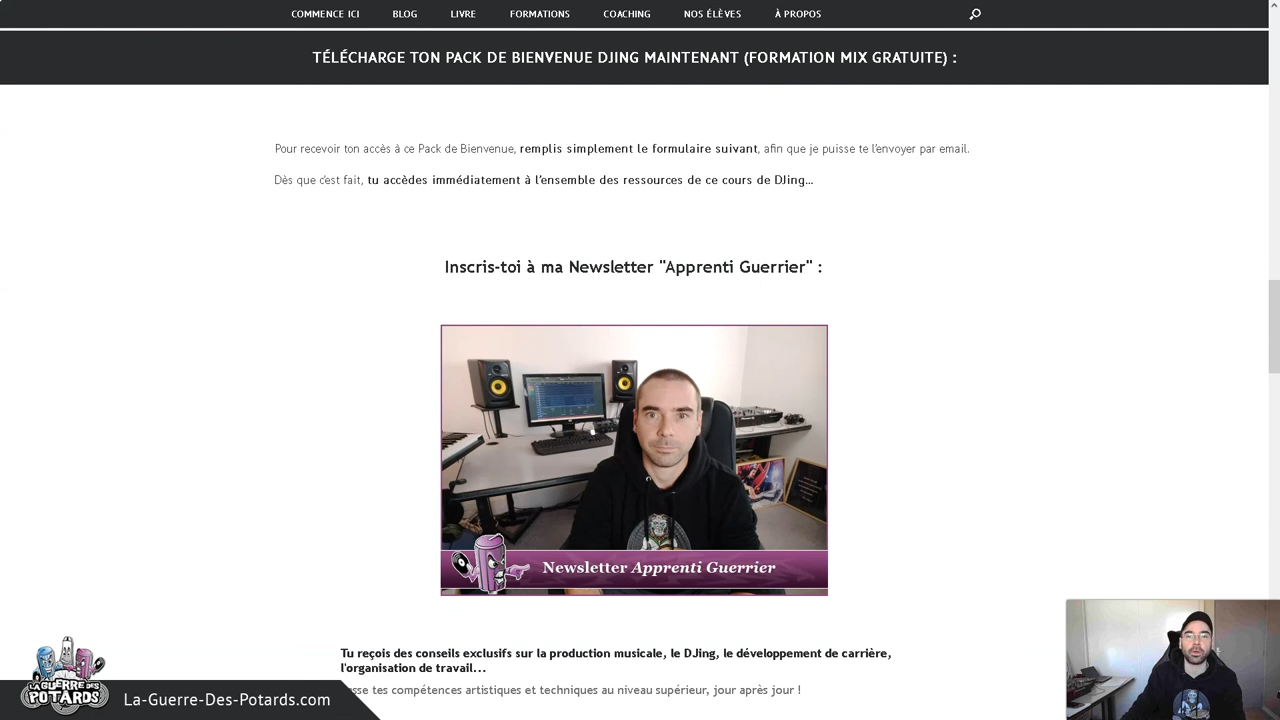 COMMENCE ICI BLOG LIVRE FORMATIONS COACHING NOS ÉLÈVES À PROPOS
TÉLÉCHARGE TON PACK DE BIENVENUE DJING MAINTENANT (FORMATION MIX GRATUITE) :
Pour recevoir ton accès à ce Pack de Bienvenue, remplis simplement le formulaire suivant, afin que je puisse te l'envoyer par email.
Dès que c'est fait, tu accèdes immédiatement à l'ensemble des ressources de ce cours de DJing...
Inscris-toi à ma Newsletter "Apprenti Guerrier" :
Newsletter Apprenti Guerrier
Tu reçois des conseils exclusifs sur la production musicale, le DJing, le développement de carrière,
l'organisation de travail...
tes compétences artistiques et techniques au niveau supérieur, jour après jour !
LA GUERRE DES
POTARDS
La-Guerre-Des-Potards.com